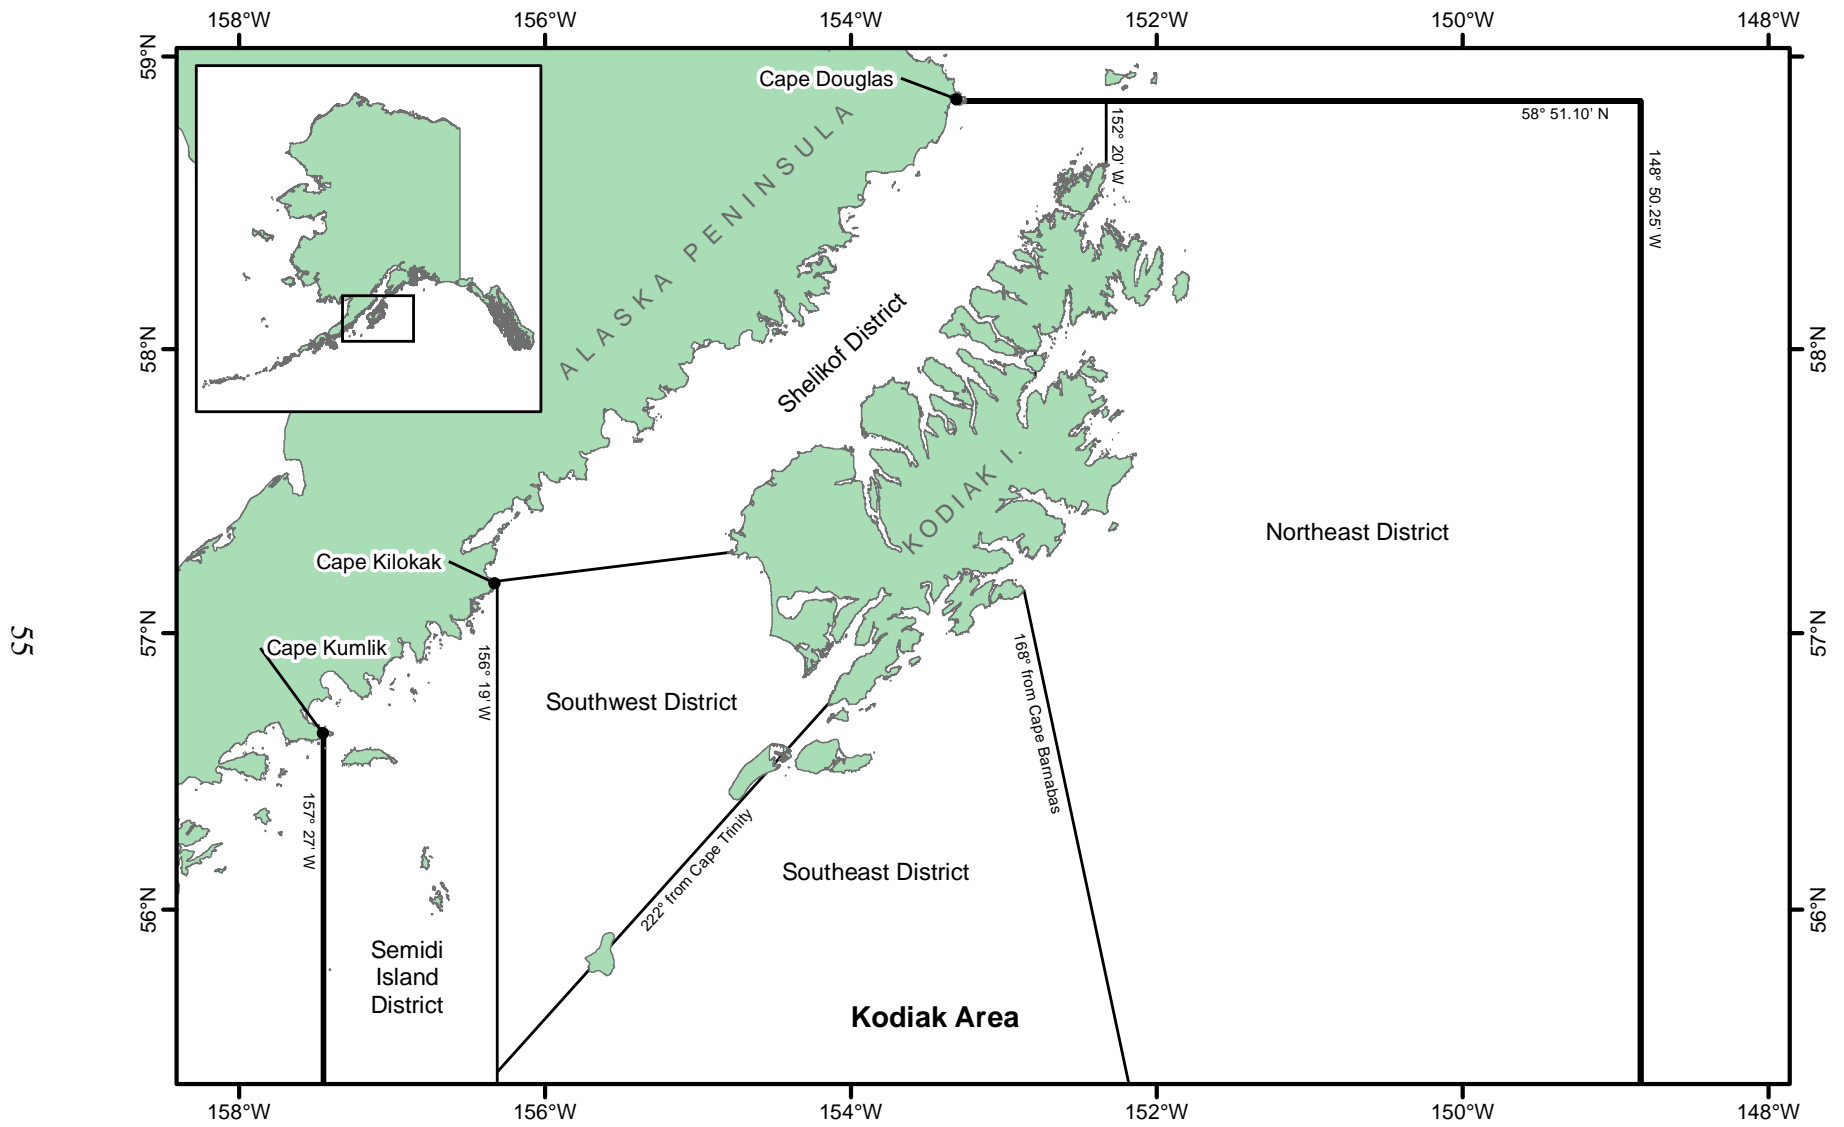 158°W 156°W 154°W 152°W 150°W 148°W
59°N
Cape Douglas
58° 51.10' N
152° 20' W
148° 50.25' W
ALASKA PENINSULA
Shelikof District
58°N 58°N
KODIAK I.
Northeast District
Cape Kilokak
57°N 57°N
55
Cape Kumlik
156° 19' W
Southwest District
168° from Cape Barnabas
157° 27' W
222° from Cape Trinity
Southeast District
56°N 56°N
Semidi
Island
District
Kodiak Area
158°W 156°W 154°W 152°W 150°W 148°W